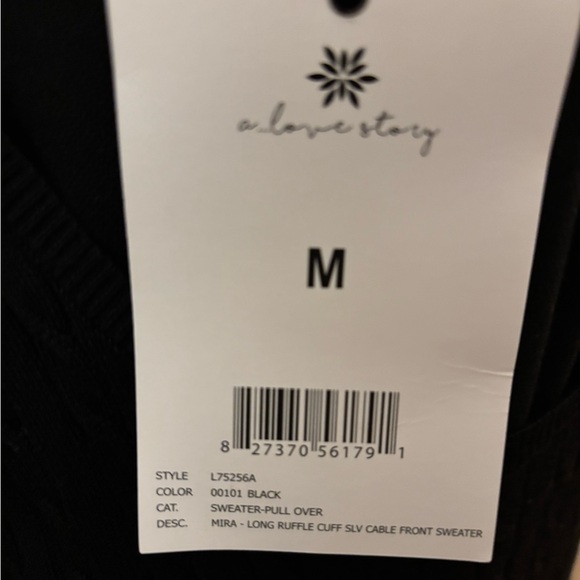 a love story
M
8 27370 56179 1
STYLE L75256A
COLOR 00101 BLACK
CAT. SWEATER-PULL OVER
DESC. MIRA - LONG RUFFLE CUFF SLV CABLE FRONT SWEATER